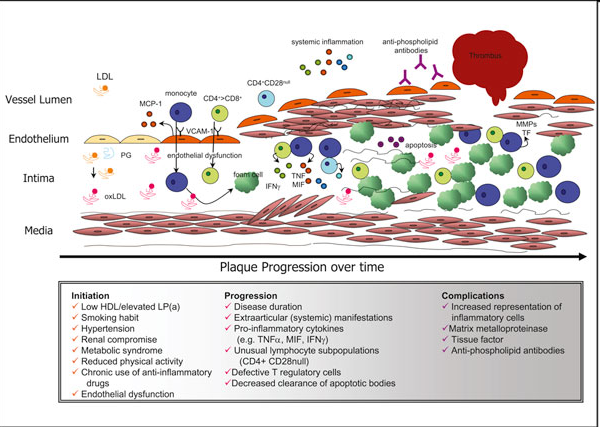 systemic inflammation
anti-phospholipid
antibodies
Thrombus
LDL
monocyte
CD4⁺>CD8⁺
CD4⁺CD28ⁿᵘˡˡ
MCP-1
Vessel Lumen
VCAM-1
MMPs
TF
Endothelium
apoptosis
PG
endothelial dysfunction
Intima
foam cell
TNF
IFNγ
MIF
oxLDL
Media
Plaque Progression over time
Initiation
✓ Low HDL/elevated LP(a)
✓ Smoking habit
✓ Hypertension
✓ Renal compromise
✓ Metabolic syndrome
✓ Reduced physical activity
✓ Chronic use of anti-inflammatory
drugs
✓ Endothelial dysfunction
Progression
✓ Disease duration
✓ Extraarticular (systemic) manifestations
✓ Pro-inflammatory cytokines
(e.g. TNFα, MIF, IFNγ)
✓ Unusual lymphocyte subpopulations
(CD4+ CD28null)
✓ Defective T regulatory cells
✓ Decreased clearance of apoptotic bodies
Complications
✓ Increased representation of
inflammatory cells
✓ Matrix metalloproteinase
✓ Tissue factor
✓ Anti-phospholipid antibodies